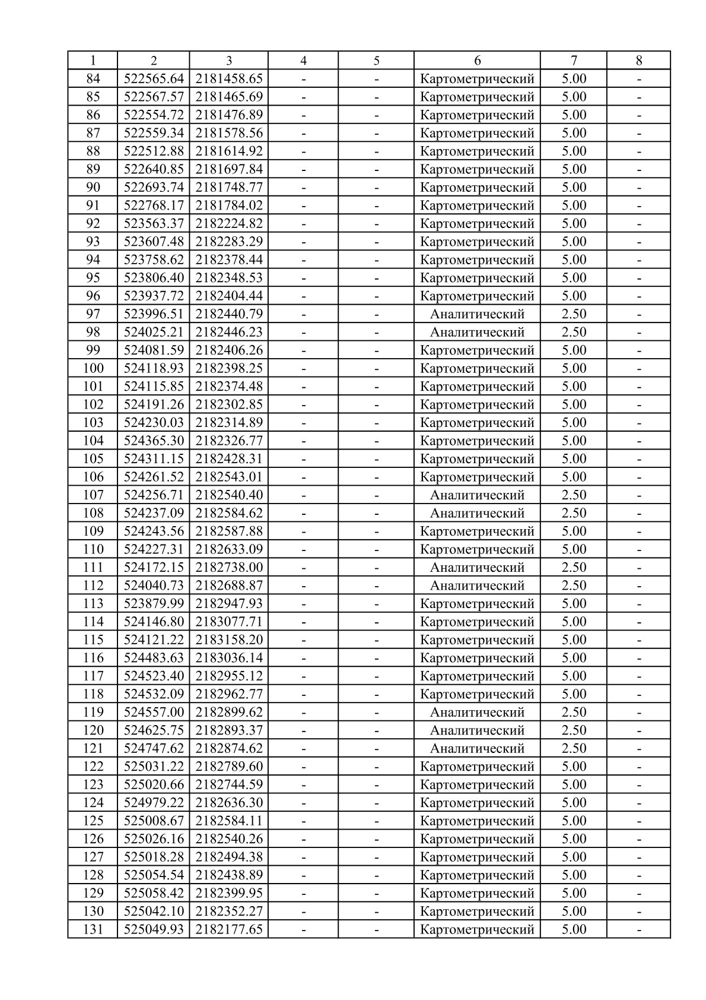 1 2 3 4 5 6 7 8
84 522565.64 2181458.65 - - Картометрический 5.00 -
85 522567.57 2181465.69 - - Картометрический 5.00 -
86 522554.72 2181476.89 - - Картометрический 5.00 -
87 522559.34 2181578.56 - - Картометрический 5.00 -
88 522512.88 2181614.92 - - Картометрический 5.00 -
89 522640.85 2181697.84 - - Картометрический 5.00 -
90 522693.74 2181748.77 - - Картометрический 5.00 -
91 522768.17 2181784.02 - - Картометрический 5.00 -
92 523563.37 2182224.82 - - Картометрический 5.00 -
93 523607.48 2182283.29 - - Картометрический 5.00 -
94 523758.62 2182378.44 - - Картометрический 5.00 -
95 523806.40 2182348.53 - - Картометрический 5.00 -
96 523937.72 2182404.44 - - Картометрический 5.00 -
97 523996.51 2182440.79 - - Аналитический 2.50 -
98 524025.21 2182446.23 - - Аналитический 2.50 -
99 524081.59 2182406.26 - - Картометрический 5.00 -
100 524118.93 2182398.25 - - Картометрический 5.00 -
101 524115.85 2182374.48 - - Картометрический 5.00 -
102 524191.26 2182302.85 - - Картометрический 5.00 -
103 524230.03 2182314.89 - - Картометрический 5.00 -
104 524365.30 2182326.77 - - Картометрический 5.00 -
105 524311.15 2182428.31 - - Картометрический 5.00 -
106 524261.52 2182543.01 - - Картометрический 5.00 -
107 524256.71 2182540.40 - - Аналитический 2.50 -
108 524237.09 2182584.62 - - Аналитический 2.50 -
109 524243.56 2182587.88 - - Картометрический 5.00 -
110 524227.31 2182633.09 - - Картометрический 5.00 -
111 524172.15 2182738.00 - - Аналитический 2.50 -
112 524040.73 2182688.87 - - Аналитический 2.50 -
113 523879.99 2182947.93 - - Картометрический 5.00 -
114 524146.80 2183077.71 - - Картометрический 5.00 -
115 524121.22 2183158.20 - - Картометрический 5.00 -
116 524483.63 2183036.14 - - Картометрический 5.00 -
117 524523.40 2182955.12 - - Картометрический 5.00 -
118 524532.09 2182962.77 - - Картометрический 5.00 -
119 524557.00 2182899.62 - - Аналитический 2.50 -
120 524625.75 2182893.37 - - Аналитический 2.50 -
121 524747.62 2182874.62 - - Аналитический 2.50 -
122 525031.22 2182789.60 - - Картометрический 5.00 -
123 525020.66 2182744.59 - - Картометрический 5.00 -
124 524979.22 2182636.30 - - Картометрический 5.00 -
125 525008.67 2182584.11 - - Картометрический 5.00 -
126 525026.16 2182540.26 - - Картометрический 5.00 -
127 525018.28 2182494.38 - - Картометрический 5.00 -
128 525054.54 2182438.89 - - Картометрический 5.00 -
129 525058.42 2182399.95 - - Картометрический 5.00 -
130 525042.10 2182352.27 - - Картометрический 5.00 -
131 525049.93 2182177.65 - - Картометрический 5.00 -